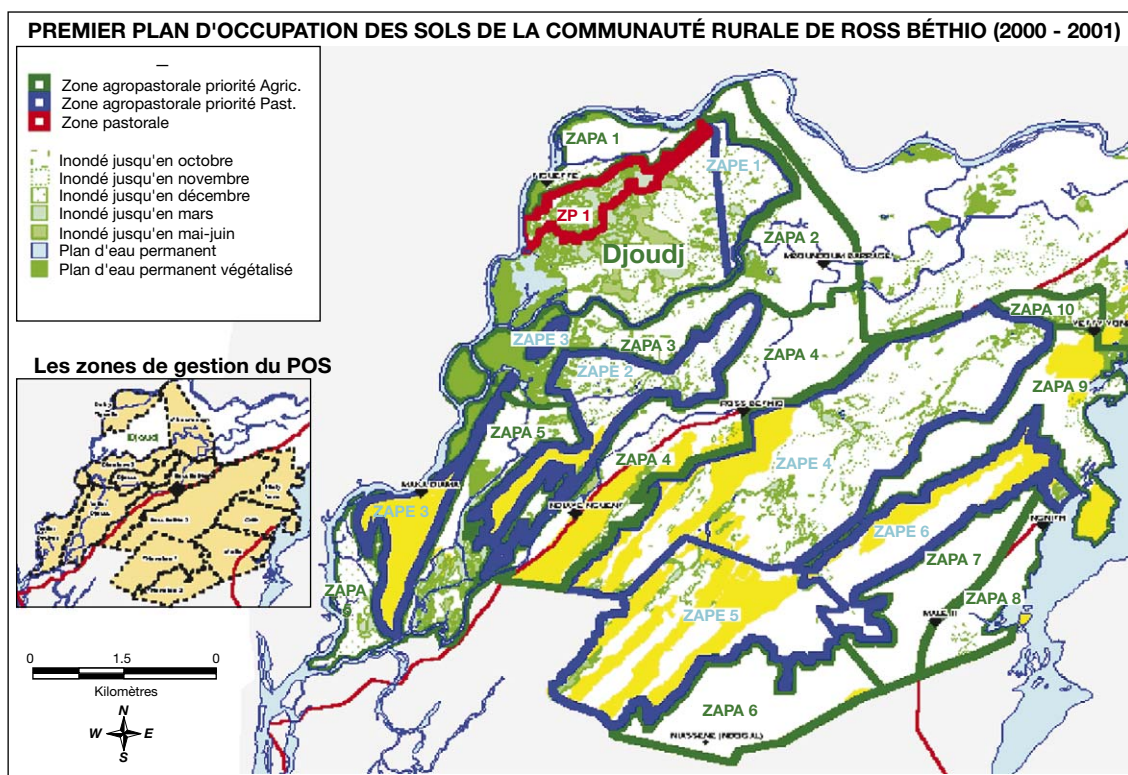 PREMIER PLAN D'OCCUPATION DES SOLS DE LA COMMUNAUTÉ RURALE DE ROSS BÉTHIO (2000 - 2001)
Zone agropastorale priorité Agric.
Zone agropastorale priorité Past.
Zone pastorale
Inondé jusqu'en octobre
Inondé jusqu'en novembre
Inondé jusqu'en décembre
Inondé jusqu'en mars
Inondé jusqu'en mai-juin
Plan d'eau permanent
Plan d'eau permanent végétalisé
ZAPA 1
ZAPE 1
ZP 1
Djoudj
ZAPA 2
ZAPA 10
ZAPE 3
ZAPA 3
ZAPE 2
ZAPA 4
ZAPA 9
ROSS BETHIO
ZAPA 5
ZAPA 4
ZAPE 4
MAKA DIAMA
ZAPE 3
ZAPE 6
ZAPA 7
ZAPA
ZAPE 5
ZAPA 8
ZAPA 6
Les zones de gestion du POS
Djoudj
0 1.5 0
Kilomètres
N
W E
S